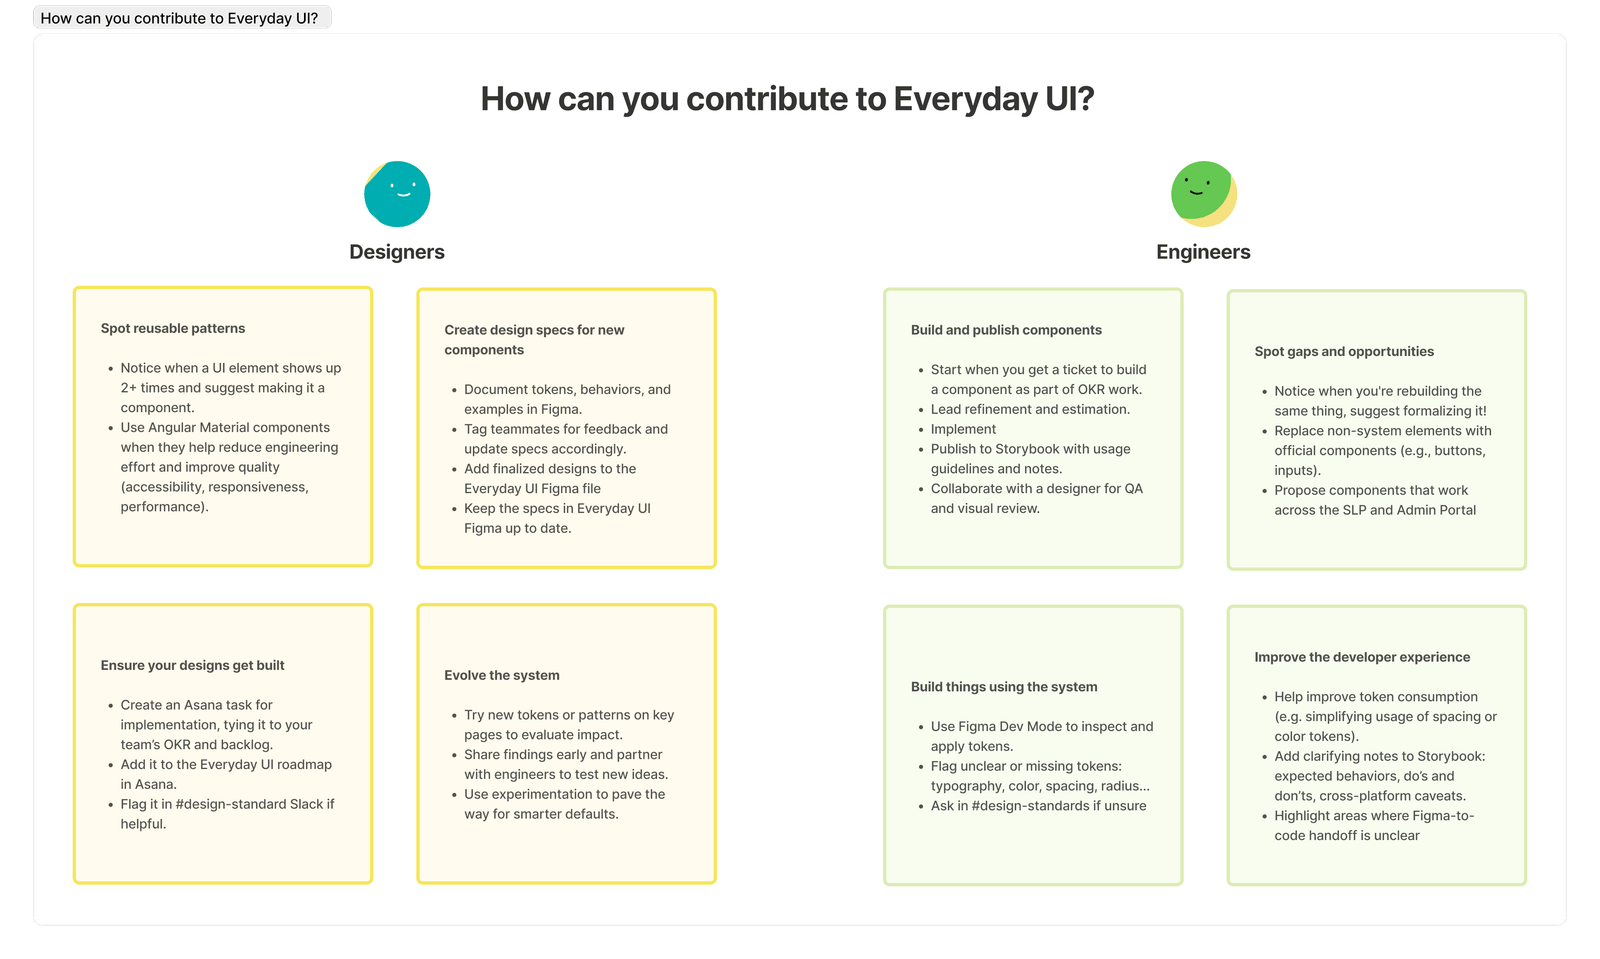 How can you contribute to Everyday UI?
How can you contribute to Everyday UI?
Designers
Spot reusable patterns
• Notice when a UI element shows up
2+ times and suggest making it a
component.
• Use Angular Material components
when they help reduce engineering
effort and improve quality
(accessibility, responsiveness,
performance).
Create design specs for new
components
• Document tokens, behaviors, and
examples in Figma.
• Tag teammates for feedback and
update specs accordingly.
• Add finalized designs to the
Everyday UI Figma file
• Keep the specs in Everyday UI
Figma up to date.
Ensure your designs get built
• Create an Asana task for
implementation, tying it to your
team’s OKR and backlog.
• Add it to the Everyday UI roadmap
in Asana.
• Flag it in #design-standard Slack if
helpful.
Evolve the system
• Try new tokens or patterns on key
pages to evaluate impact.
• Share findings early and partner
with engineers to test new ideas.
• Use experimentation to pave the
way for smarter defaults.
Engineers
Build and publish components
• Start when you get a ticket to build
a component as part of OKR work.
• Lead refinement and estimation.
• Implement
• Publish to Storybook with usage
guidelines and notes.
• Collaborate with a designer for QA
and visual review.
Spot gaps and opportunities
• Notice when you're rebuilding the
same thing, suggest formalizing it!
• Replace non-system elements with
official components (e.g., buttons,
inputs).
• Propose components that work
across the SLP and Admin Portal
Build things using the system
• Use Figma Dev Mode to inspect and
apply tokens.
• Flag unclear or missing tokens:
typography, color, spacing, radius...
• Ask in #design-standards if unsure
Improve the developer experience
• Help improve token consumption
(e.g. simplifying usage of spacing or
color tokens).
• Add clarifying notes to Storybook:
expected behaviors, do’s and
don’ts, cross-platform caveats.
• Highlight areas where Figma-to-
code handoff is unclear